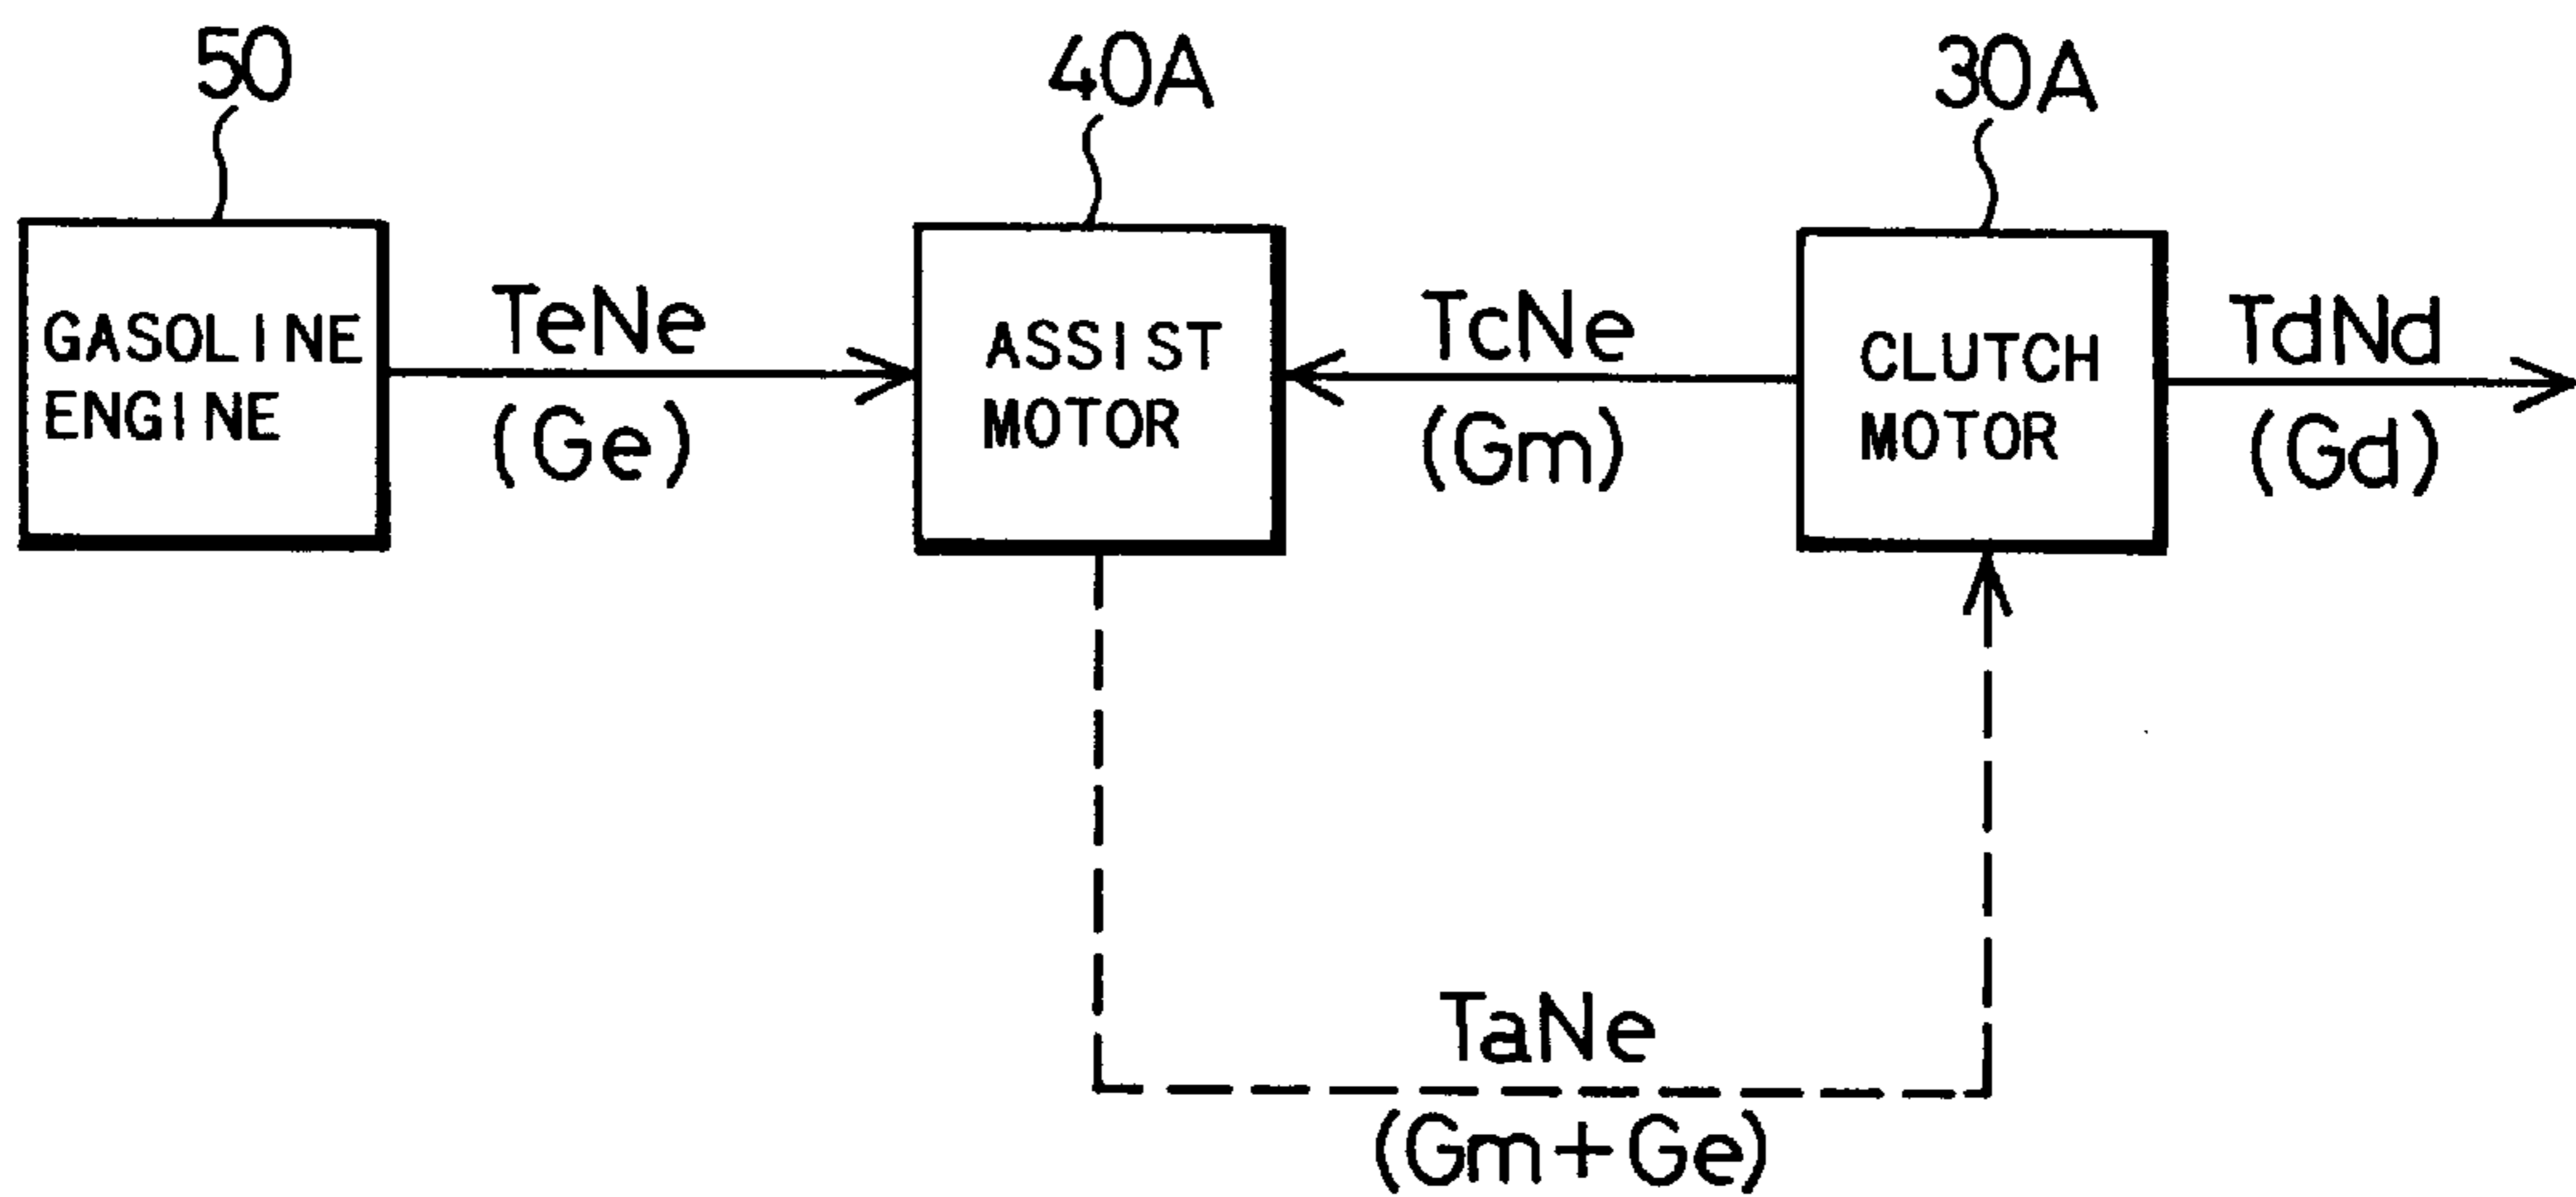 50
40A
30A
GASOLINE
ENGINE
TeNe
(Ge)
ASSIST
MOTOR
TcNe
(Gm)
CLUTCH
MOTOR
TdNd
(Gd)
TaNe
(Gm+Ge)